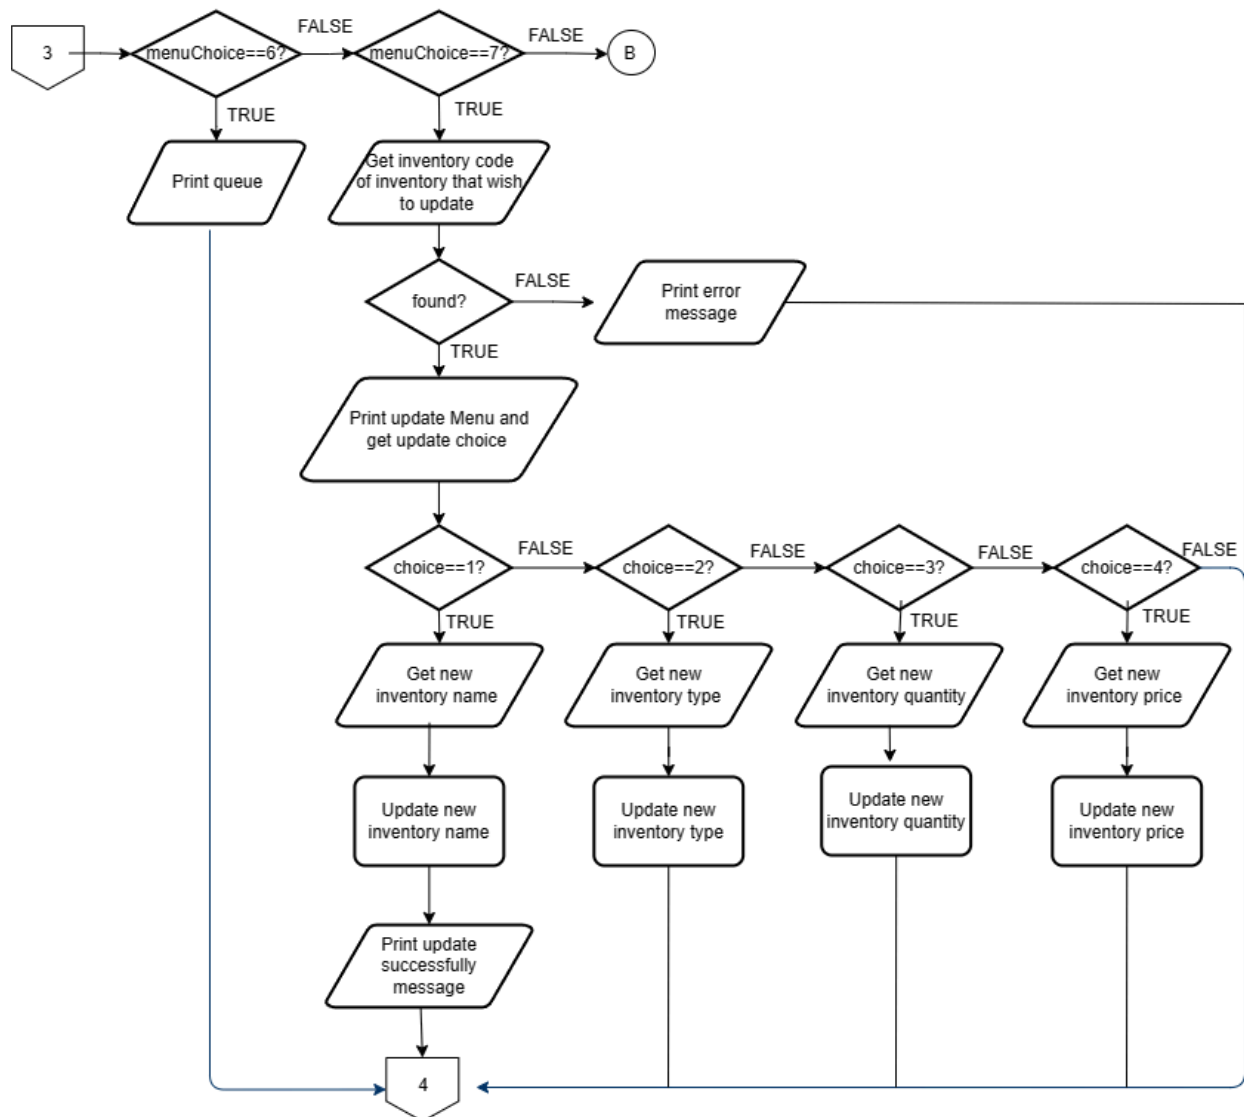 3
menuChoice==6?
FALSE
menuChoice==7?
FALSE
B
TRUE
TRUE
Print queue
Get inventory code
of inventory that wish
to update
found?
FALSE
Print error
message
TRUE
Print update Menu and
get update choice
choice==1?
FALSE
choice==2?
FALSE
choice==3?
FALSE
choice==4?
FALSE
TRUE
TRUE
TRUE
TRUE
Get new
inventory name
Get new
inventory type
Get new
inventory quantity
Get new
inventory price
Update new
inventory name
Update new
inventory type
Update new
inventory quantity
Update new
inventory price
Print update
successfully
message
4